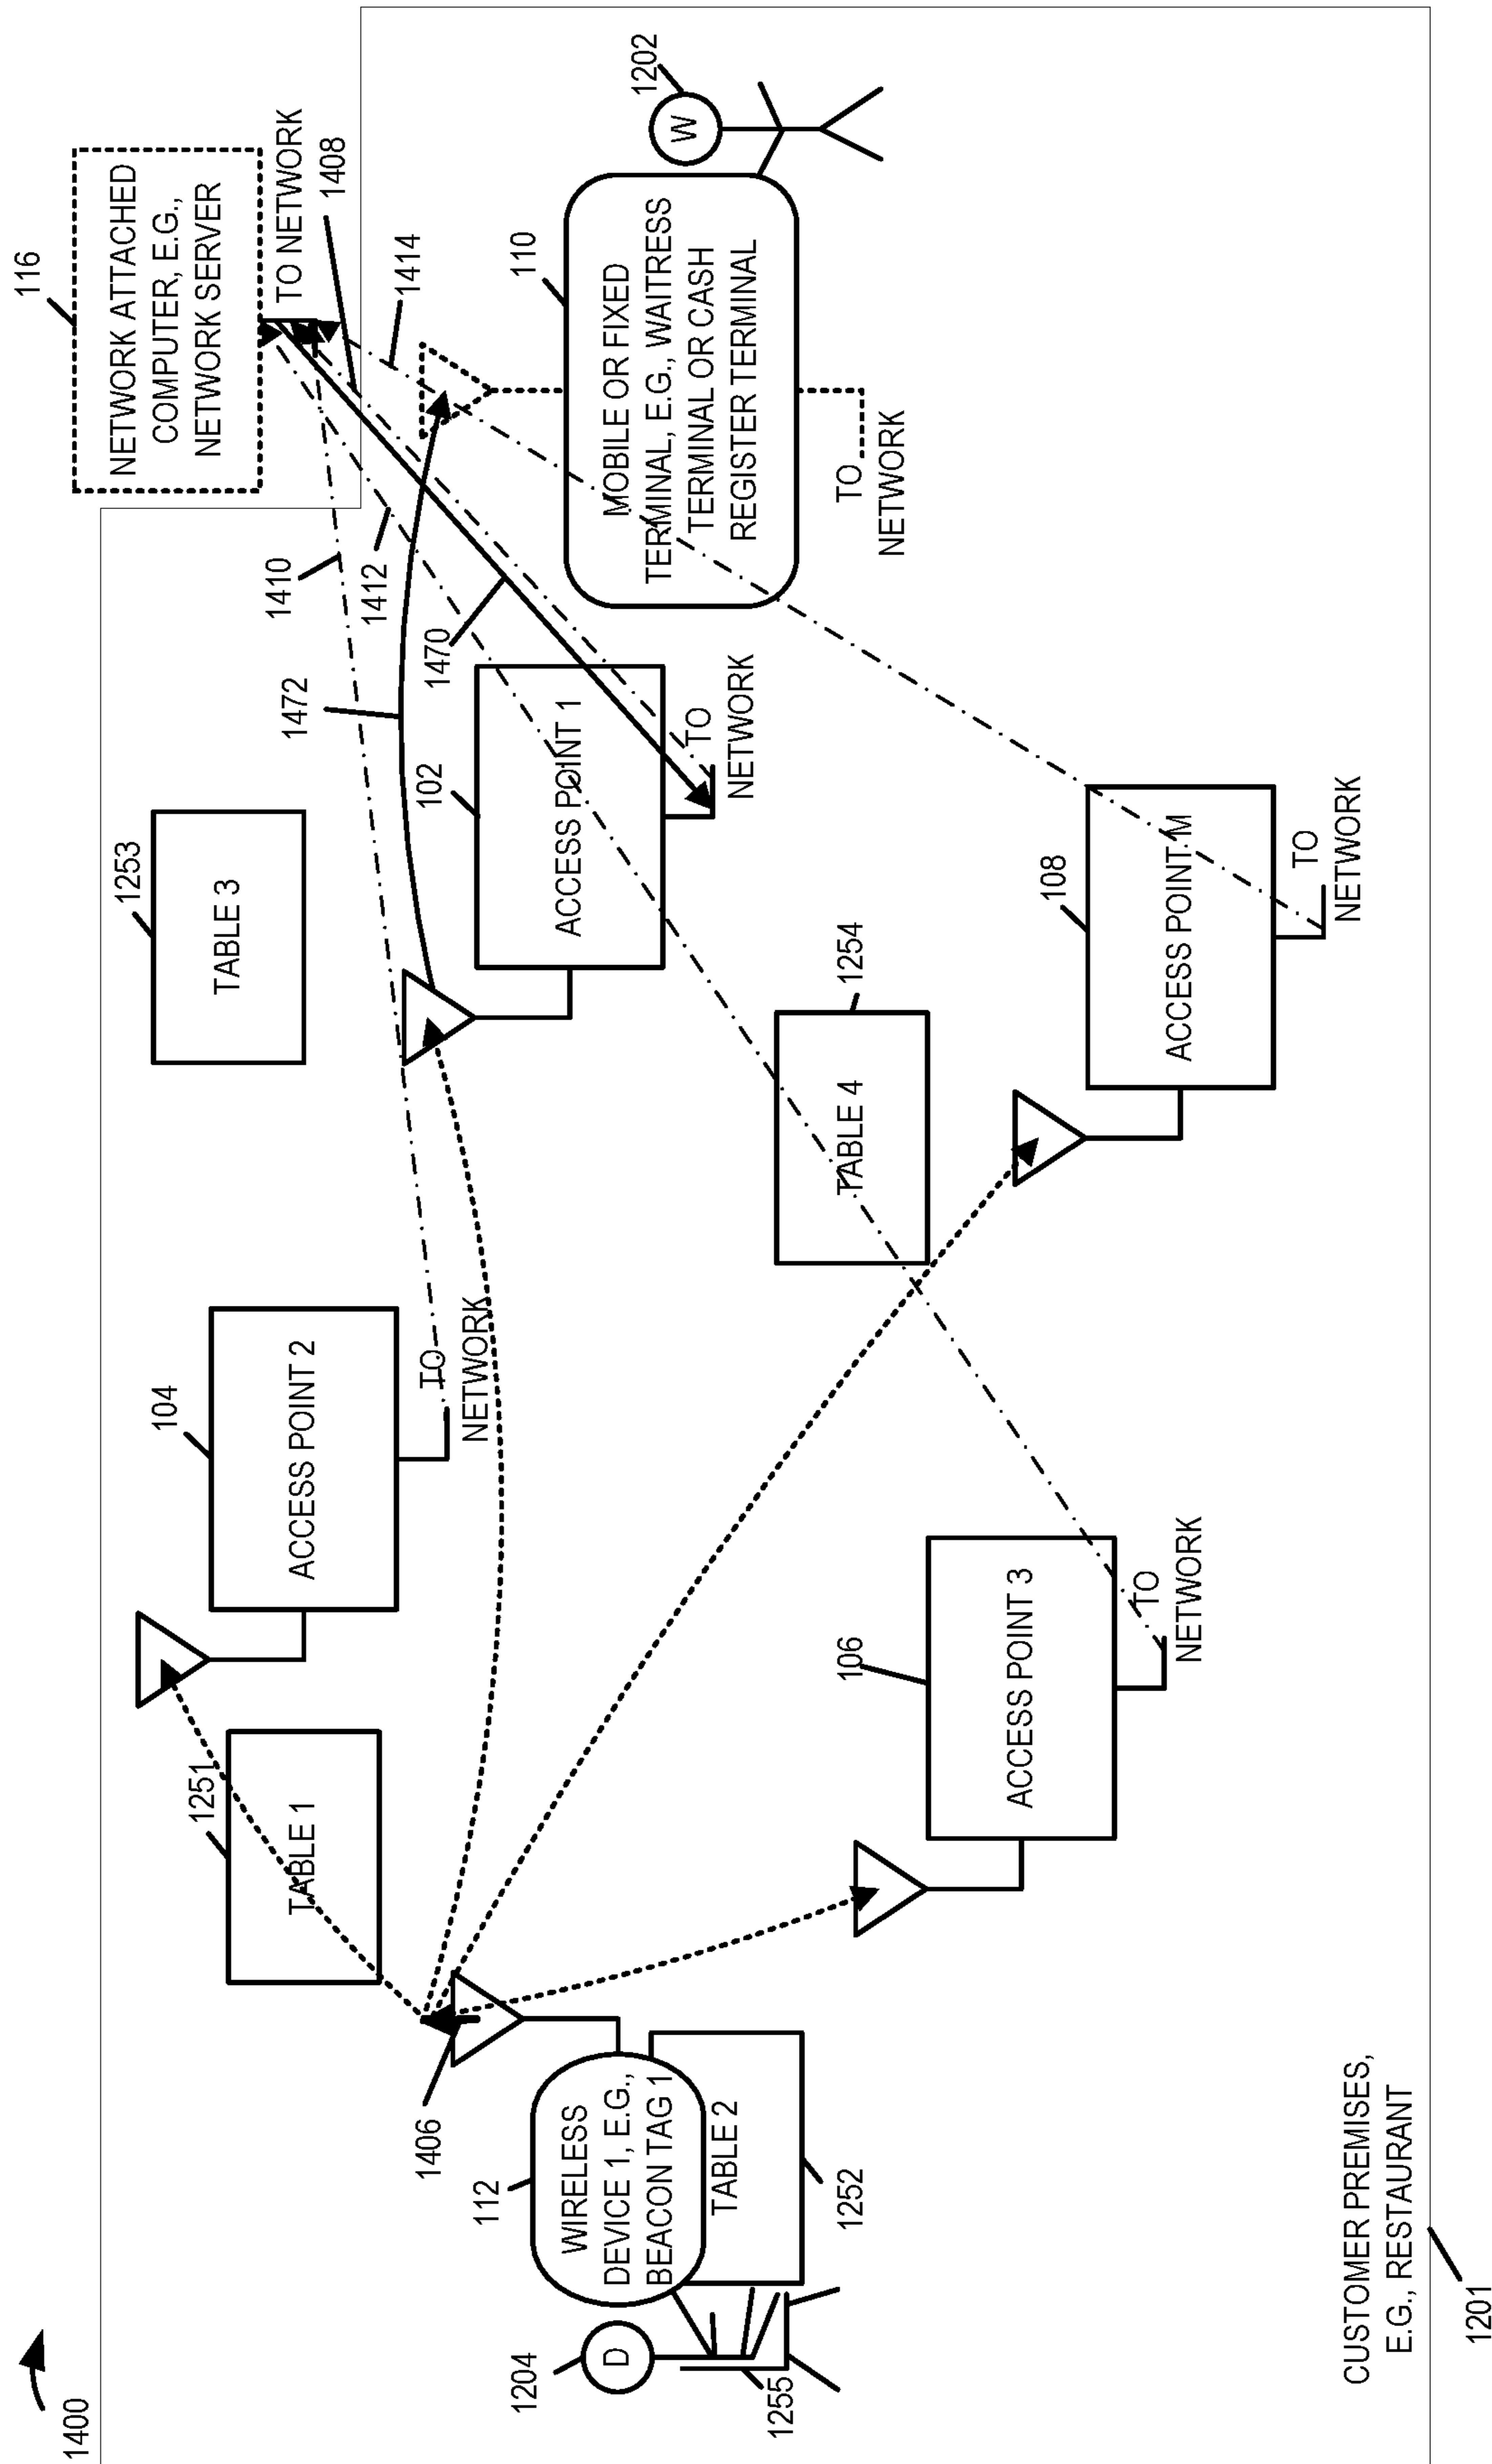 1400
116
NETWORK ATTACHED
COMPUTER, E.G.,
NETWORK SERVER
TO NETWORK
1408
1410
1412
1414
1472
1470
1202
W
110
MOBILE OR FIXED
TERMINAL, E.G., WAITRESS
TERMINAL OR CASH
REGISTER TERMINAL
TO
NETWORK
1253
TABLE 3
102
ACCESS POINT 1
TO
NETWORK
104
ACCESS POINT 2
TO
NETWORK
1251
TABLE 1
1406
112
WIRELESS
DEVICE 1, E.G.,
BEACON TAG 1
TABLE 2
1252
1204
D
1255
1254
TABLE 4
106
ACCESS POINT 3
TO
NETWORK
108
ACCESS POINT M
TO
NETWORK
CUSTOMER PREMISES,
E.G., RESTAURANT
1201